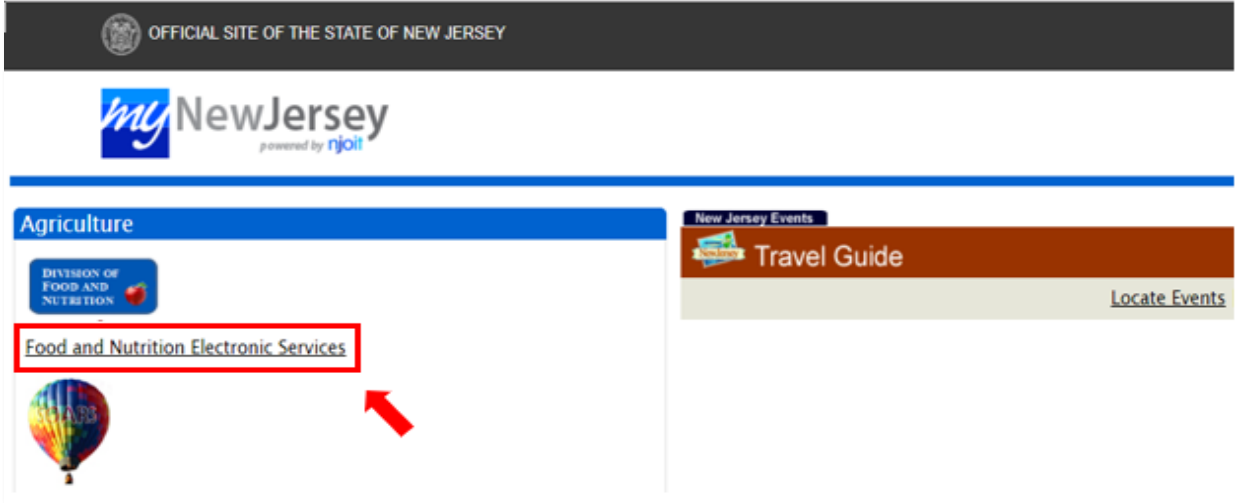 OFFICIAL SITE OF THE STATE OF NEW JERSEY
my NewJersey
powered by njoit
Agriculture
DIVISION OF
FOOD AND
NUTRITION
Food and Nutrition Electronic Services
SOARS
New Jersey Events
NewJersey
Travel Guide
Locate Events